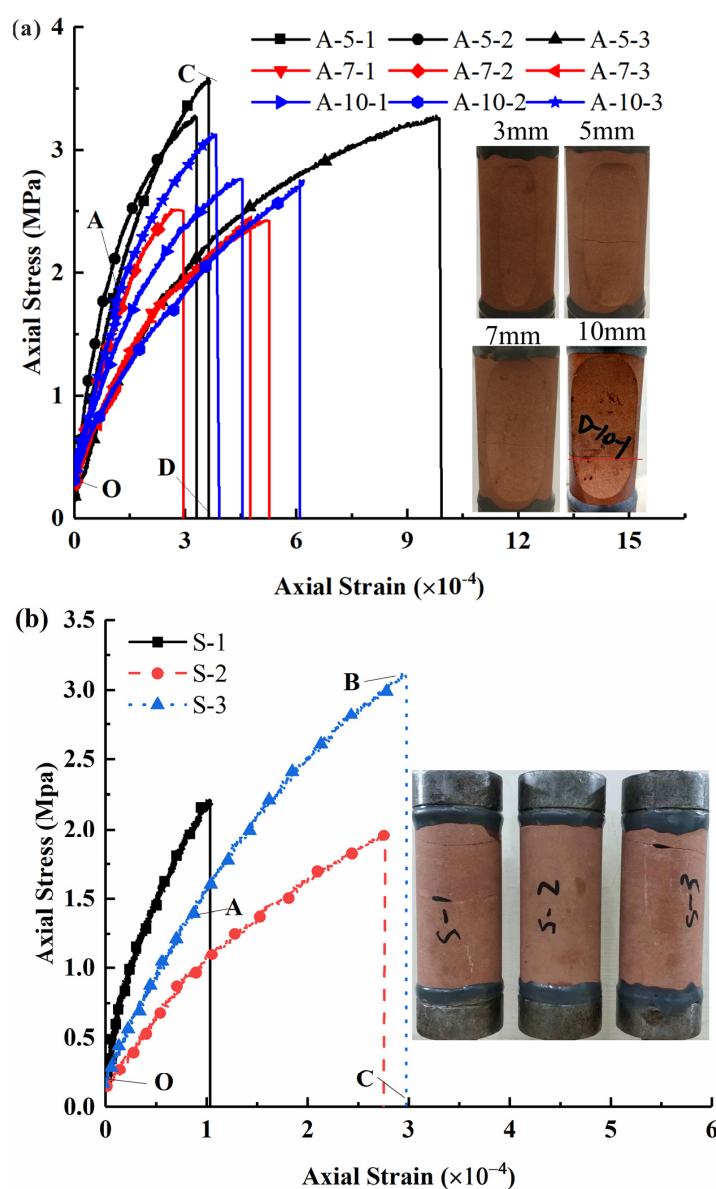 (a)
A-5-1 A-5-2 A-5-3
A-7-1 A-7-2 A-7-3
A-10-1 A-10-2 A-10-3
4
3
2
1
0
Axial Stress (MPa)
C
A
O
D
3mm 5mm
7mm 10mm
D-10-1
0 3 6 9 12 15
Axial Strain (×10⁻⁴)
(b)
S-1
S-2
S-3
3.5
3.0
2.5
2.0
1.5
1.0
0.5
0.0
Axial Stress (Mpa)
B
A
O
C
S-1 S-2 S-3
0 1 2 3 4 5 6
Axial Strain (×10⁻⁴)